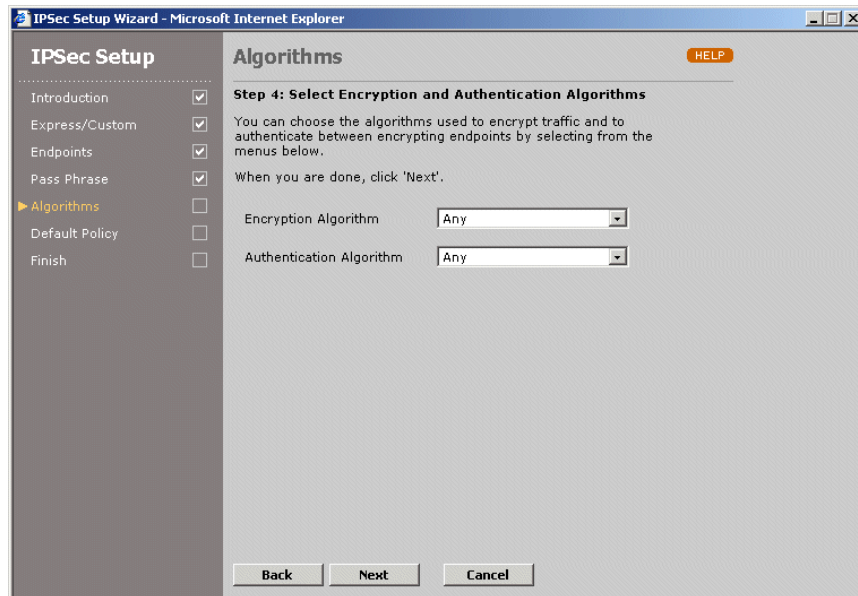 IPSec Setup Wizard - Microsoft Internet Explorer
IPSec Setup
Introduction
Express/Custom
Endpoints
Pass Phrase
Algorithms
Default Policy
Finish
Algorithms
HELP
Step 4: Select Encryption and Authentication Algorithms
You can choose the algorithms used to encrypt traffic and to
authenticate between encrypting endpoints by selecting from the
menus below.
When you are done, click 'Next'.
Encryption Algorithm Any
Authentication Algorithm Any
Back Next Cancel